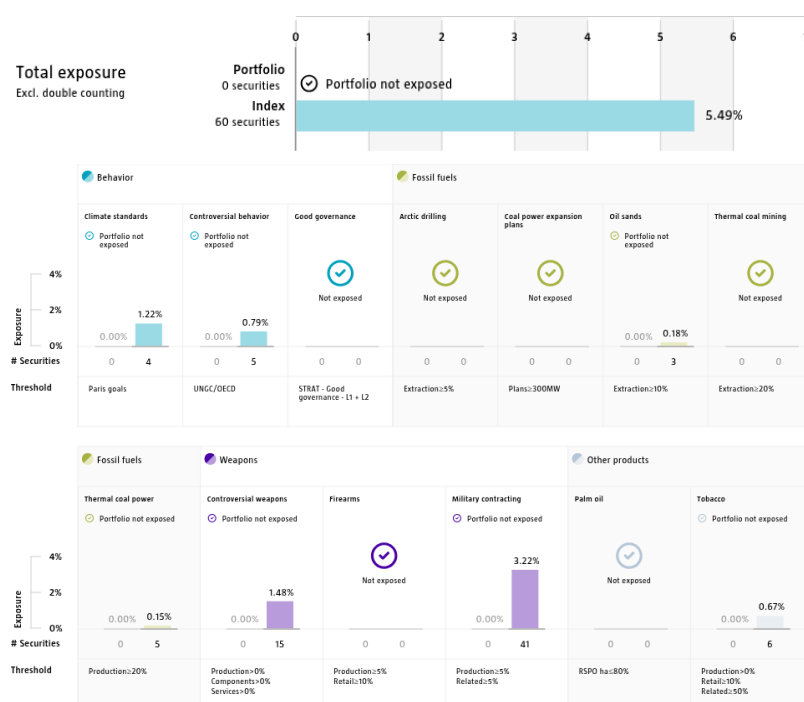 0 1 2 3 4 5 6
Total exposure
Excl. double counting
Portfolio
0 securities
Portfolio not exposed
Index
60 securities
5.49%
Behavior
Fossil fuels
Climate standards
Portfolio not
exposed
Controversial behavior
Portfolio not
exposed
Good governance
Not exposed
Arctic drilling
Not exposed
Coal power expansion
plans
Not exposed
Oil sands
Portfolio not
exposed
Thermal coal mining
Not exposed
Exposure
4%
2%
0%
0.00% 1.22% 0.00% 0.79% 0.00% 0.18%
# Securities 0 4 0 5 0 0 0 0 0 0 0 3 0 0
Threshold
Paris goals
UNGC/OECD
STRAT - Good
governance - L1 + L2
Extraction≥5%
Plans≥300MW
Extraction≥10%
Extraction≥20%
Fossil fuels
Weapons
Other products
Thermal coal power
Portfolio not exposed
Controversial weapons
Portfolio not exposed
Firearms
Not exposed
Military contracting
Portfolio not exposed
Palm oil
Not exposed
Tobacco
Portfolio not exposed
Exposure
4%
2%
0%
0.00% 0.15% 0.00% 1.48% 0.00% 3.22% 0.00% 0.67%
# Securities 0 5 0 15 0 0 0 41 0 0 0 6
Threshold
Production≥20%
Production>0%
Components>0%
Services>0%
Production≥5%
Retail≥10%
Production≥5%
Related≥5%
RSPO ha≤80%
Production>0%
Retail≥10%
Related≥50%